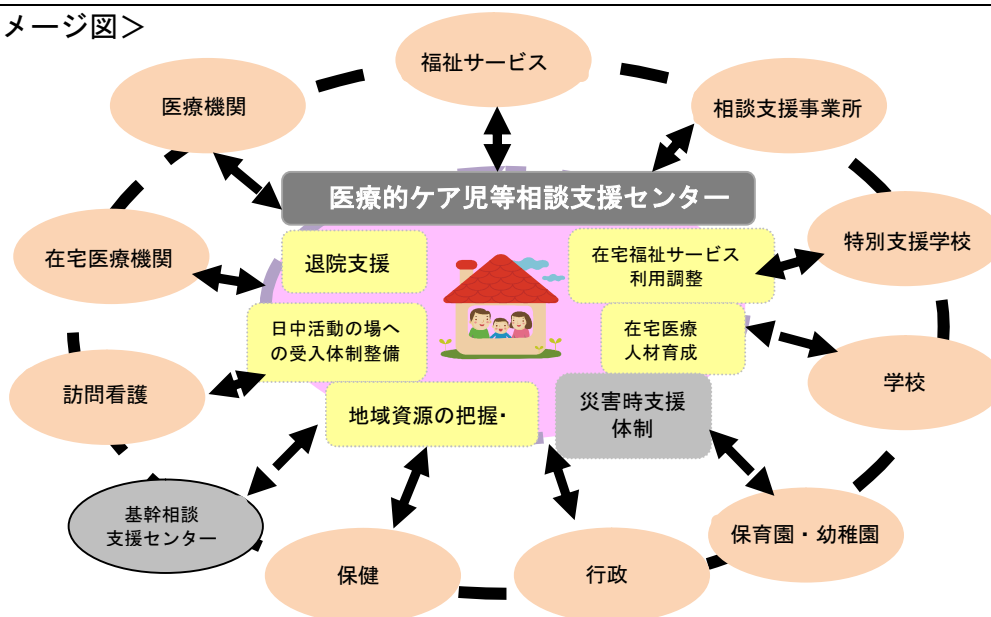 メージ図＞
福祉サービス
医療機関
相談支援事業所
医療的ケア児等相談支援センター
在宅医療機関
退院支援
在宅福祉サービス
利用調整
特別支援学校
日中活動の場へ
の受入体制整備
在宅医療
人材育成
訪問看護
学校
地域資源の把握・
災害時支援
体制
基幹相談
支援センター
保育園・幼稚園
保健
行政